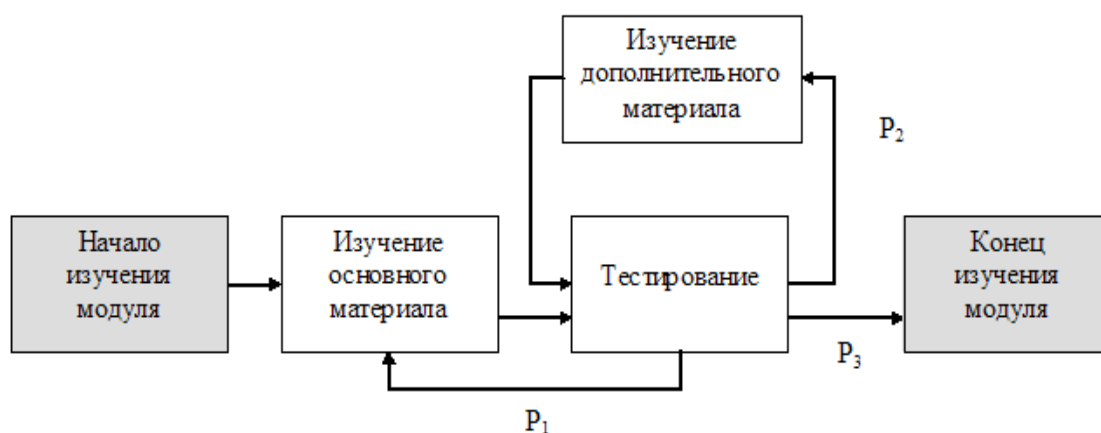 Изучение
дополнительного
материала
P₂
Начало
изучения
модуля
Изучение
основного
материала
Тестирование
Конец
изучения
модуля
P₃
P₁